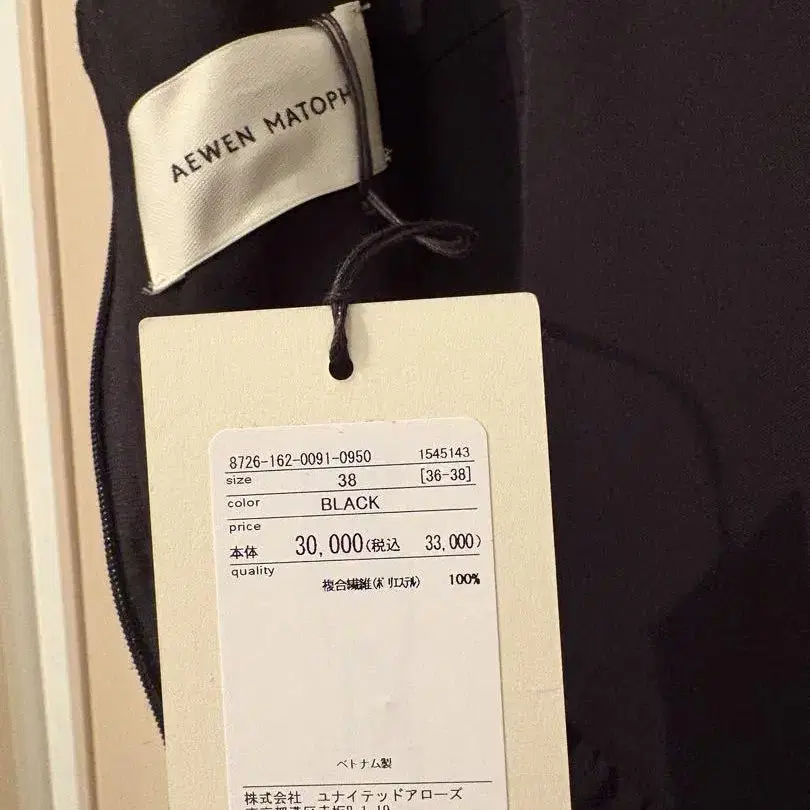 AEWEN MATOPH
8726-162-0091-0950 1545143
size 38 [36-38]
color BLACK
price
本体 30,000(税込 33,000)
quality
複合繊維(ポリエステル) 100%
ベトナム製
株式会社 ユナイテッドアローズ